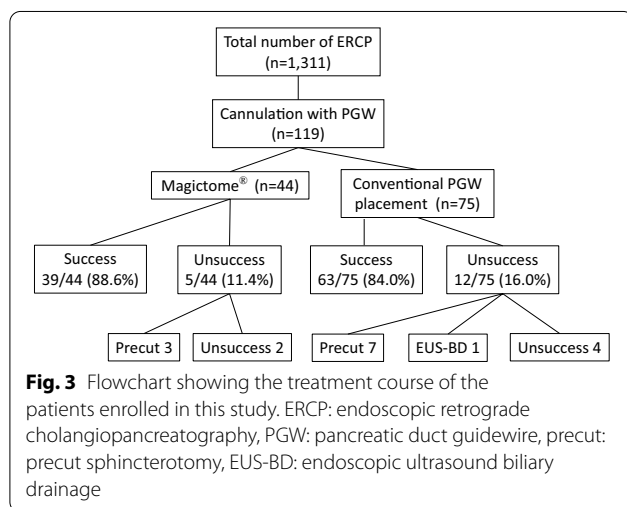 Total number of ERCP
(n=1,311)
Cannulation with PGW
(n=119)
Magictome® (n=44)
Conventional PGW
placement (n=75)
Success
39/44 (88.6%)
Unsuccess
5/44 (11.4%)
Success
63/75 (84.0%)
Unsuccess
12/75 (16.0%)
Precut 3
Unsuccess 2
Precut 7
EUS-BD 1
Unsuccess 4
Fig. 3 Flowchart showing the treatment course of the
patients enrolled in this study. ERCP: endoscopic retrograde
cholangiopancreatography, PGW: pancreatic duct guidewire, precut:
precut sphincterotomy, EUS-BD: endoscopic ultrasound biliary
drainage